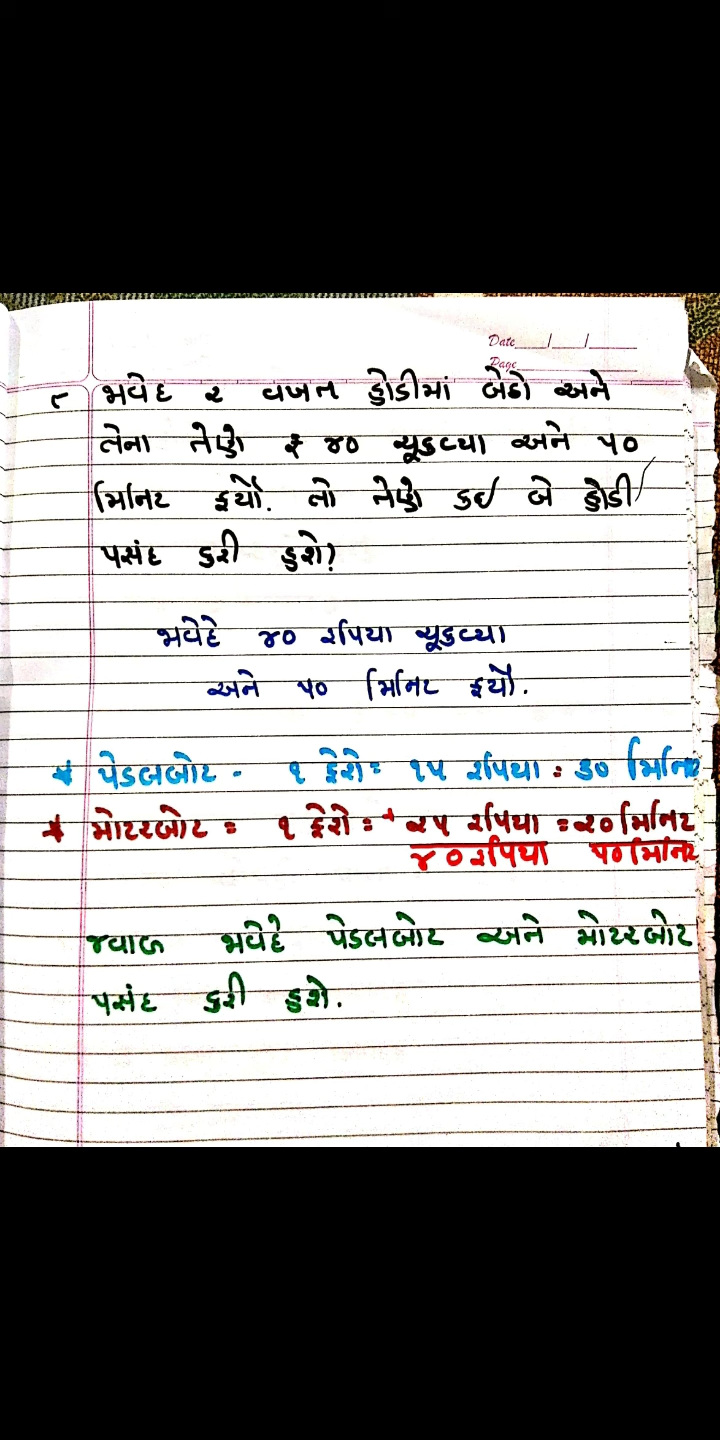 Date / /
Page
૯ ભવેદ ૨ વખત હોડીમાં બેઠો અને
તેના તેણે ₹ ૪૦ ચૂકવ્યા અને ૫૦
મિનિટ ફર્યો. તો તેણે કઈ બે હોડી
પસંદ કરી હશે?
ભવેદે ૪૦ રૂપિયા ચૂકવ્યા
અને ૫૦ મિનિટ ફર્યો.
* પેડલબોટ - ૧ ફેરો = ૧૫ રૂપિયા = ૩૦ મિનિટ
* મોટરબોટ = ૧ ફેરો = + ૨૫ રૂપિયા = ૨૦ મિનિટ
૪૦ રૂપિયા ૫૦ મિનિટ
જવાબ ભવેદે પેડલબોટ અને મોટરબોટ
પસંદ કરી હશે.